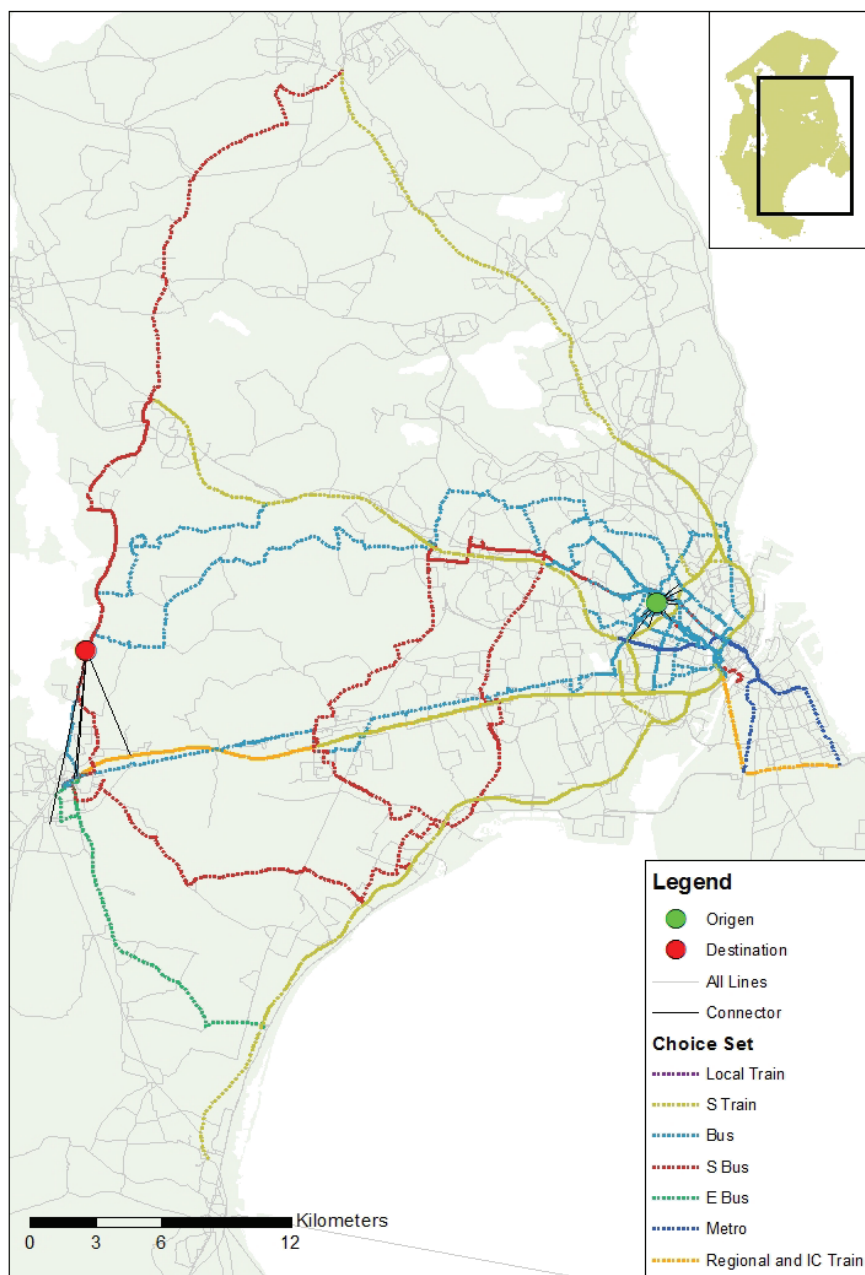 Legend
Origen
Destination
All Lines
Connector
Choice Set
Local Train
S Train
Bus
S Bus
E Bus
Metro
Regional and IC Train
Kilometers
0 3 6 12